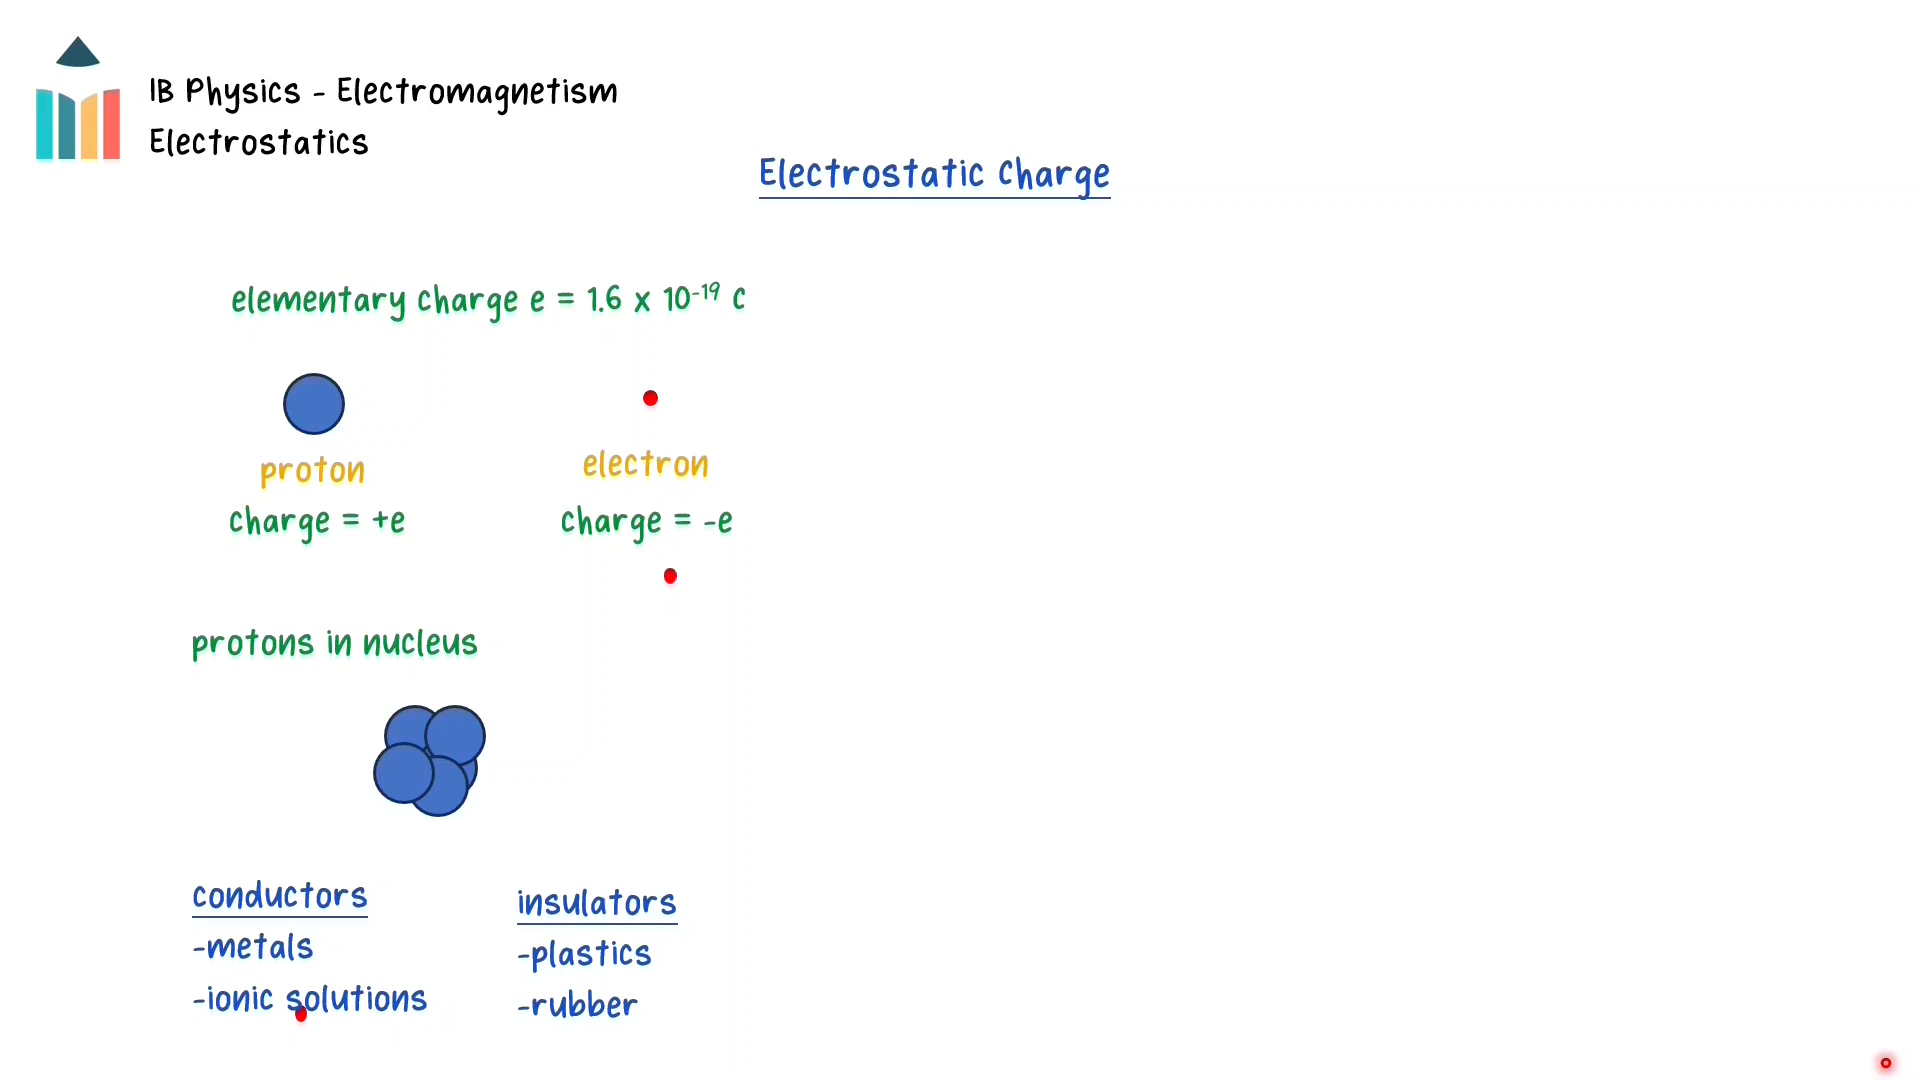 IB Physics - Electromagnetism
Electrostatics
Electrostatic Charge
elementary charge e = 1.6 x 10⁻¹⁹ C
proton
charge = +e
electron
charge = -e
protons in nucleus
conductors
-metals
-ionic solutions
insulators
-plastics
-rubber